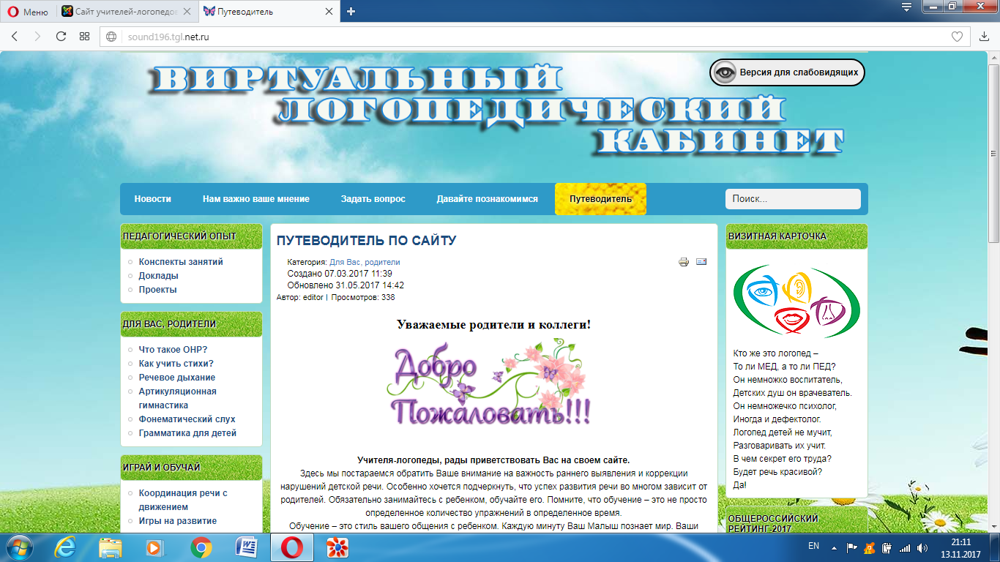 Меню
Сайт учителей-логопедов
Путеводитель
sound196.tgl.net.ru
ВИРТУАЛЬНЫЙ
ЛОГОПЕДИЧЕСКИЙ
КАБИНЕТ
Версия для слабовидящих
Новости
Нам важно ваше мнение
Задать вопрос
Давайте познакомимся
Путеводитель
Поиск...
ПЕДАГОГИЧЕСКИЙ ОПЫТ
Конспекты занятий
Доклады
Проекты
ДЛЯ ВАС, РОДИТЕЛИ
Что такое ОНР?
Как учить стихи?
Речевое дыхание
Артикуляционная
гимнастика
Фонематический слух
Грамматика для детей
ИГРАЙ И ОБУЧАЙ
Координация речи с
движением
Игры на развитие
ПУТЕВОДИТЕЛЬ ПО САЙТУ
Категория: Для Вас, родители
Создано 07.03.2017 11:39
Обновлено 31.05.2017 14:42
Автор: editor | Просмотров: 338
Уважаемые родители и коллеги!
Добро
Пожаловать!!!
Учителя-логопеды, рады приветствовать Вас на своем сайте.
Здесь мы постараемся обратить Ваше внимание на важность раннего выявления и коррекции
нарушений детской речи. Особенно хочется подчеркнуть, что успех развития речи во многом зависит от
родителей. Обязательно занимайтесь с ребенком, обучайте его. Помните, что обучение – это не просто
определенное количество упражнений в определенное время.
Обучение – это стиль вашего общения с ребенком. Каждую минуту Ваш Малыш познает мир. Ваши
ВИЗИТНАЯ КАРТОЧКА
Кто же это логопед –
То ли МЕД, а то ли ПЕД?
Он немножко воспитатель,
Детских душ он врачеватель.
Он немножечко психолог,
Иногда и дефектолог.
Логопед детей не мучит,
Разговаривать их учит.
В чем секрет его труда?
Будет речь красивой?
Да!
ОБЩЕРОССИЙСКИЙ
РЕЙТИНГ-2017
EN
21:11
13.11.2017